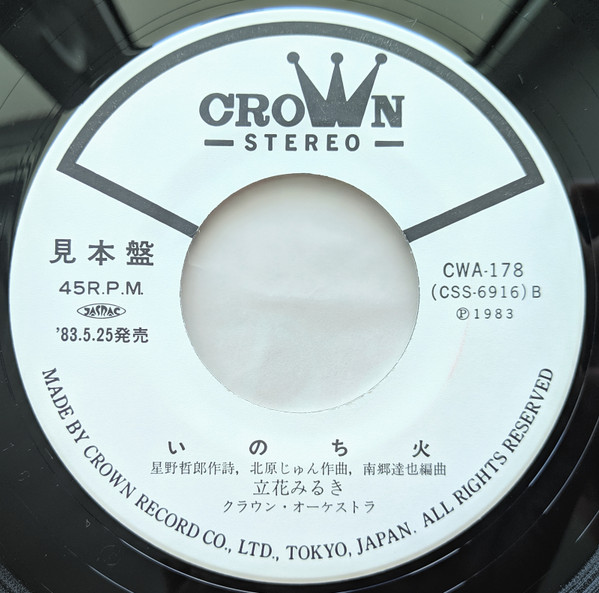 CROWN
STEREO
見本盤
45R.P.M.
JASRAC
'83.5.25発売
CWA-178
(CSS-6916)B
Ⓟ1983
いのち火
星野哲郎作詩, 北原じゅん作曲, 南郷達也編曲
立花みるき
クラウン・オーケストラ
MADE BY CROWN RECORD CO., LTD., TOKYO, JAPAN. ALL RIGHTS RESERVED